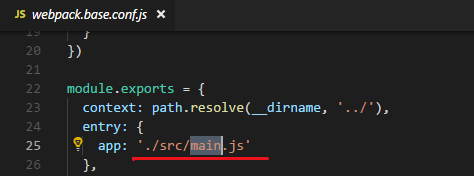 JS webpack.base.conf.js ×
19 }
20 })
21
22 module.exports = {
23 context: path.resolve(__dirname, '../'),
24 entry: {
25 app: './src/main.js'
26 },